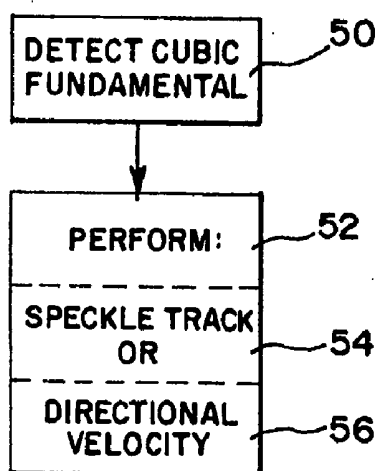 DETECT CUBIC
FUNDAMENTAL
50
PERFORM:
52
SPECKLE TRACK
OR
54
DIRECTIONAL
VELOCITY
56